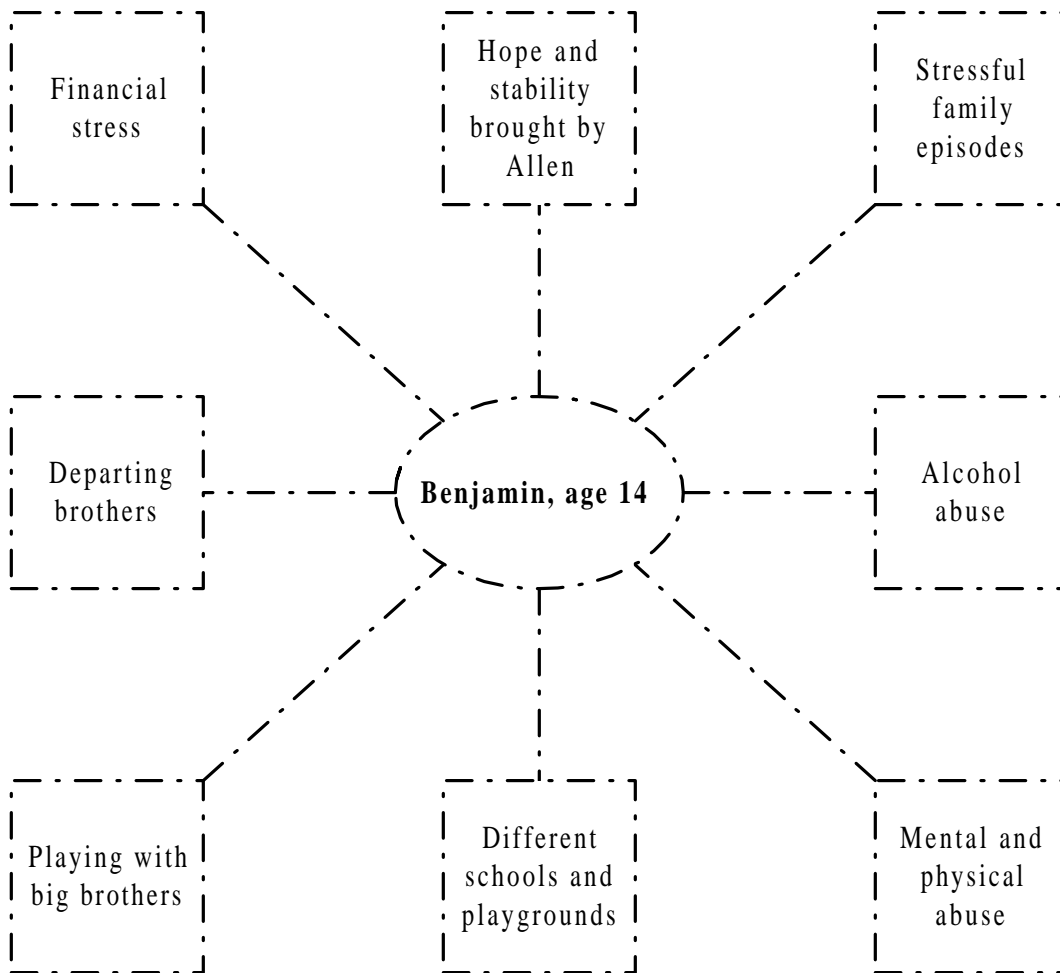 Financial
stress
Hope and
stability
brought by
Allen
Stressful
family
episodes
Departing
brothers
Benjamin, age 14
Alcohol
abuse
Playing with
big brothers
Different
schools and
playgrounds
Mental and
physical
abuse